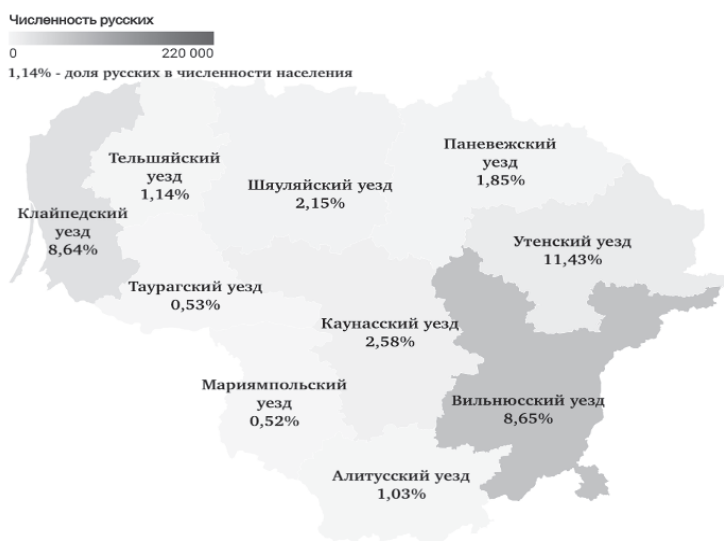 Численность русских
0 220 000
1,14% - доля русских в численности населения
Паневежский
уезд
1,85%
Тельшяйский
уезд
1,14%
Шяуляйский уезд
2,15%
Клайпедский
уезд
8,64%
Утенский уезд
11,43%
Таурагский уезд
0,53%
Каунасский уезд
2,58%
Мариямпольский
уезд
0,52%
Вильнюсский уезд
8,65%
Алитусский уезд
1,03%